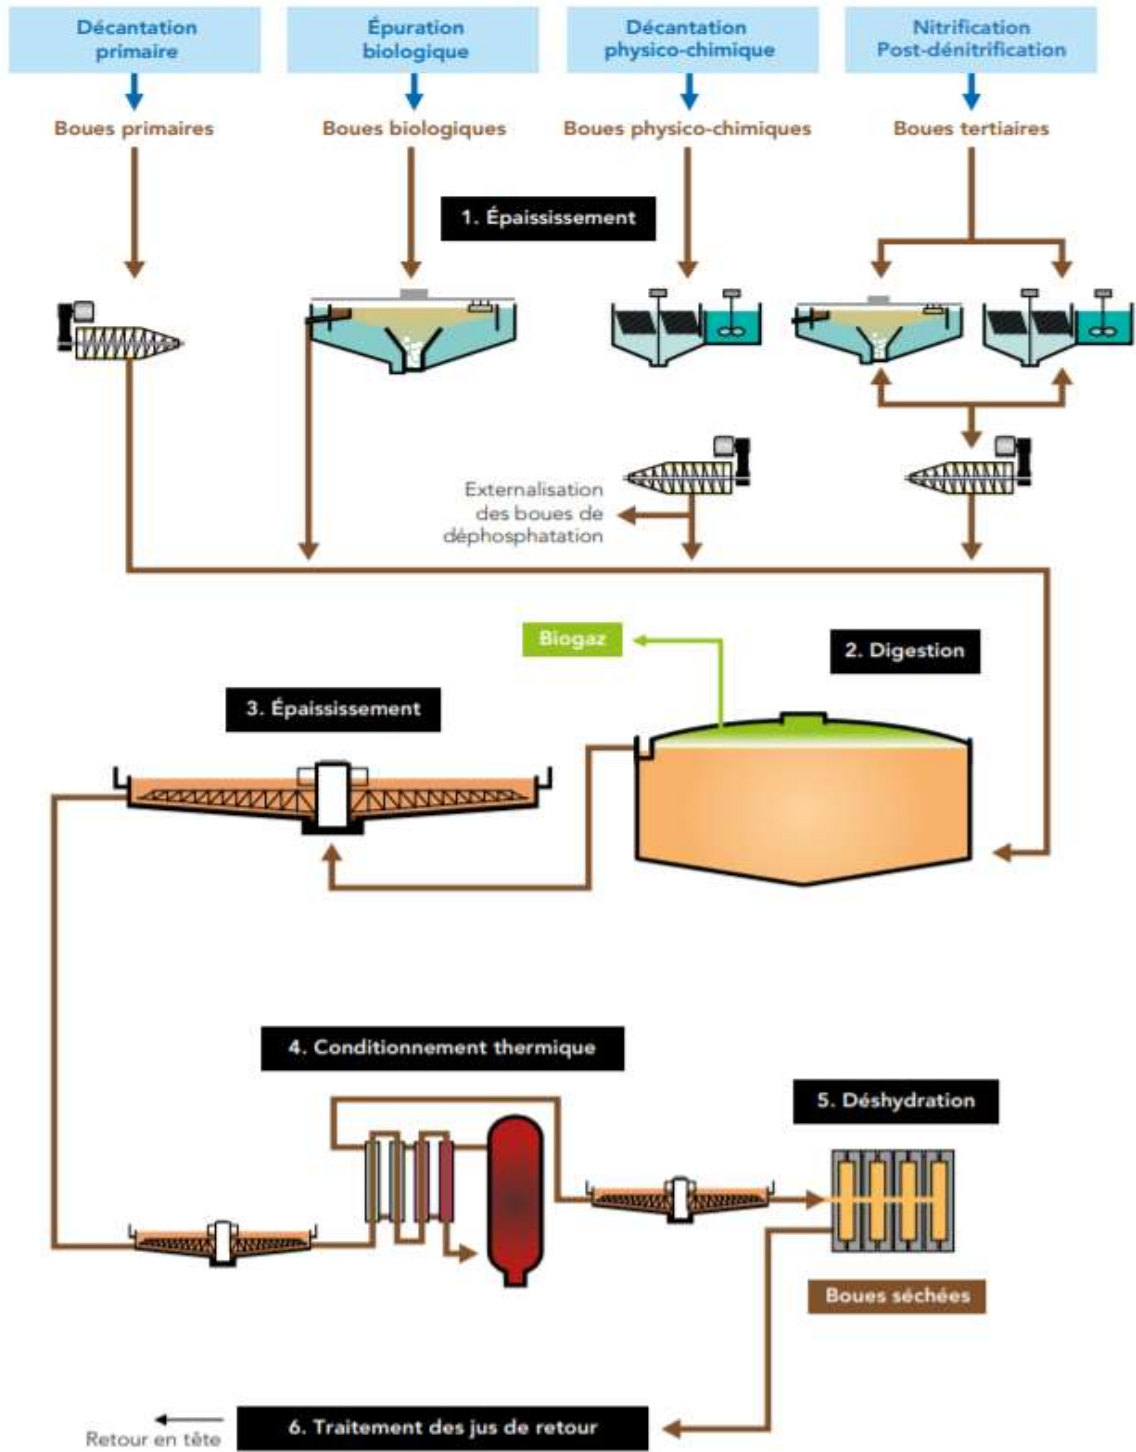 Décantation
primaire
Épuration
biologique
Décantation
physico-chimique
Nitrification
Post-dénitrification
Boues primaires
Boues biologiques
Boues physico-chimiques
Boues tertiaires
1. Épaississement
Externalisation
des boues de
déphosphatation
Biogaz
2. Digestion
3. Épaississement
4. Conditionnement thermique
5. Déshydration
Boues séchées
6. Traitement des jus de retour
Retour en tête